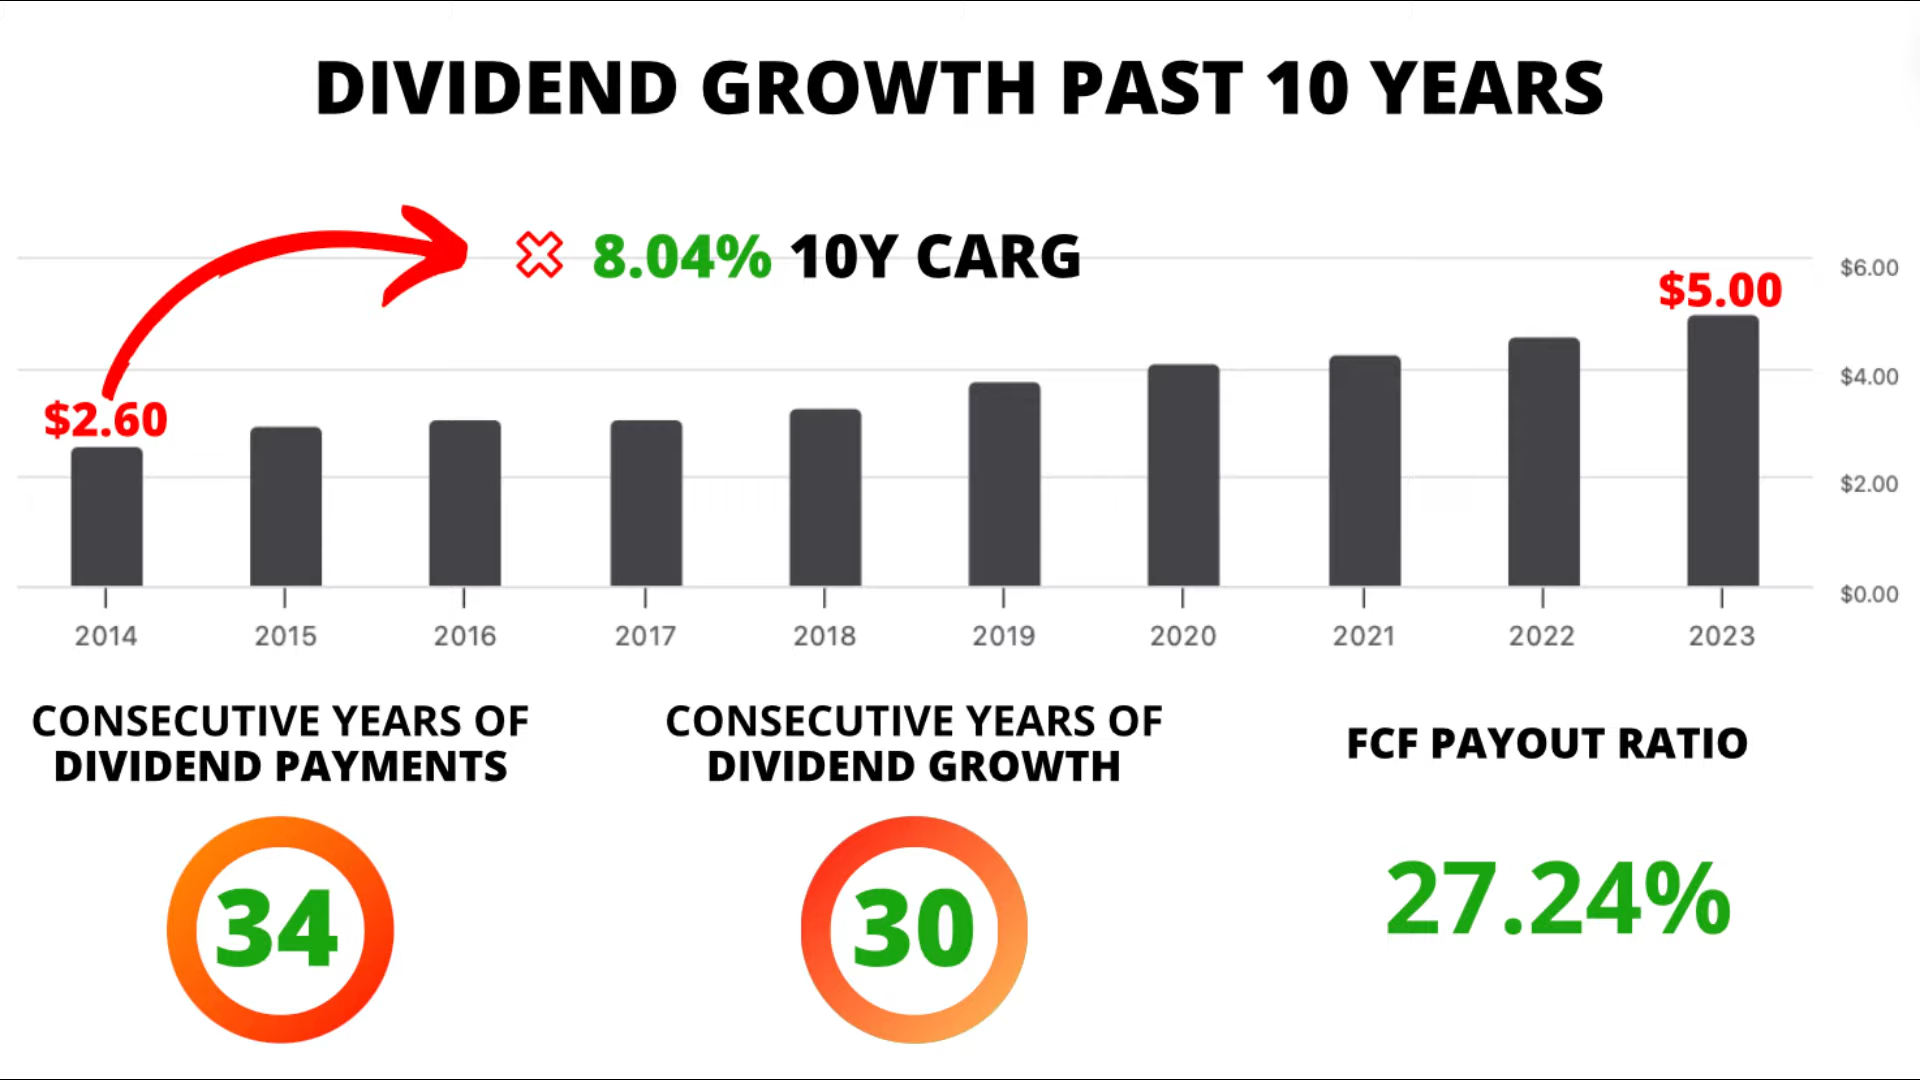 DIVIDEND GROWTH PAST 10 YEARS
8.04% 10Y CARG
$6.00
$5.00
$4.00
$2.60
$2.00
$0.00
2014 2015 2016 2017 2018 2019 2020 2021 2022 2023
CONSECUTIVE YEARS OF
DIVIDEND PAYMENTS
34
CONSECUTIVE YEARS OF
DIVIDEND GROWTH
30
FCF PAYOUT RATIO
27.24%